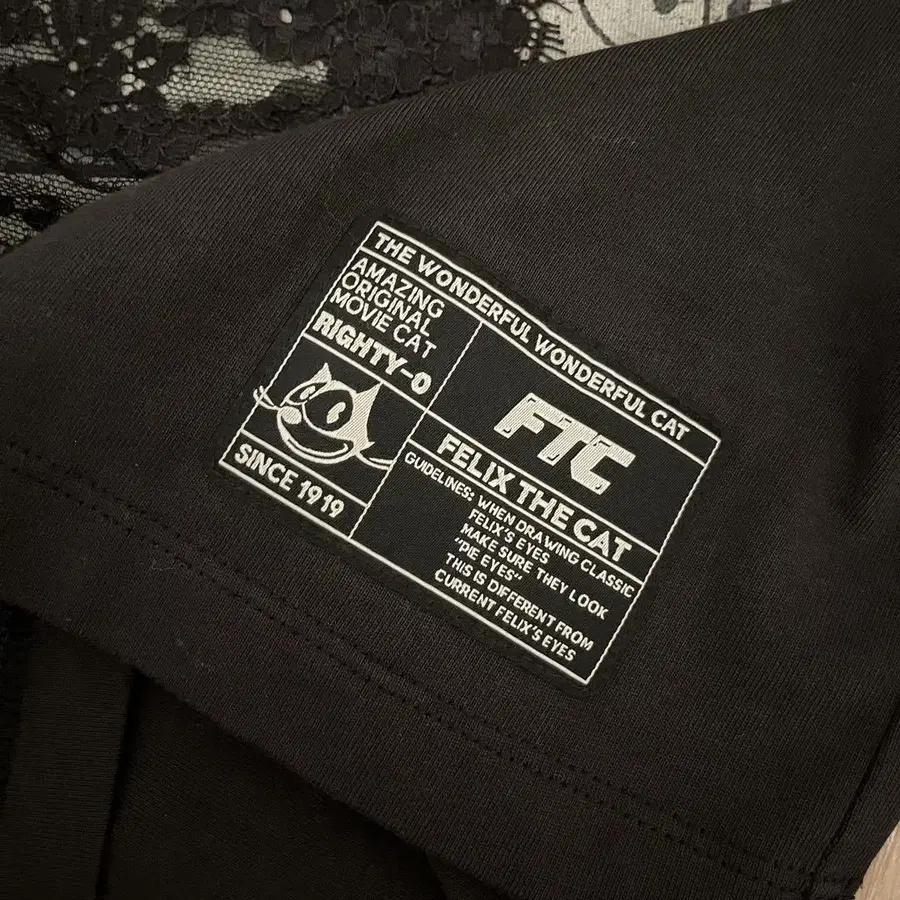 THE WONDERFUL WONDERFUL CAT
AMAZING
ORIGINAL
MOVIE CAT
RIGHTY-O
SINCE 1919
FTC
FELIX THE CAT
GUIDELINES: WHEN DRAWING CLASSIC
FELIX'S EYES
MAKE SURE THEY LOOK
"PIE EYES"
THIS IS DIFFERENT FROM
CURRENT FELIX'S EYES